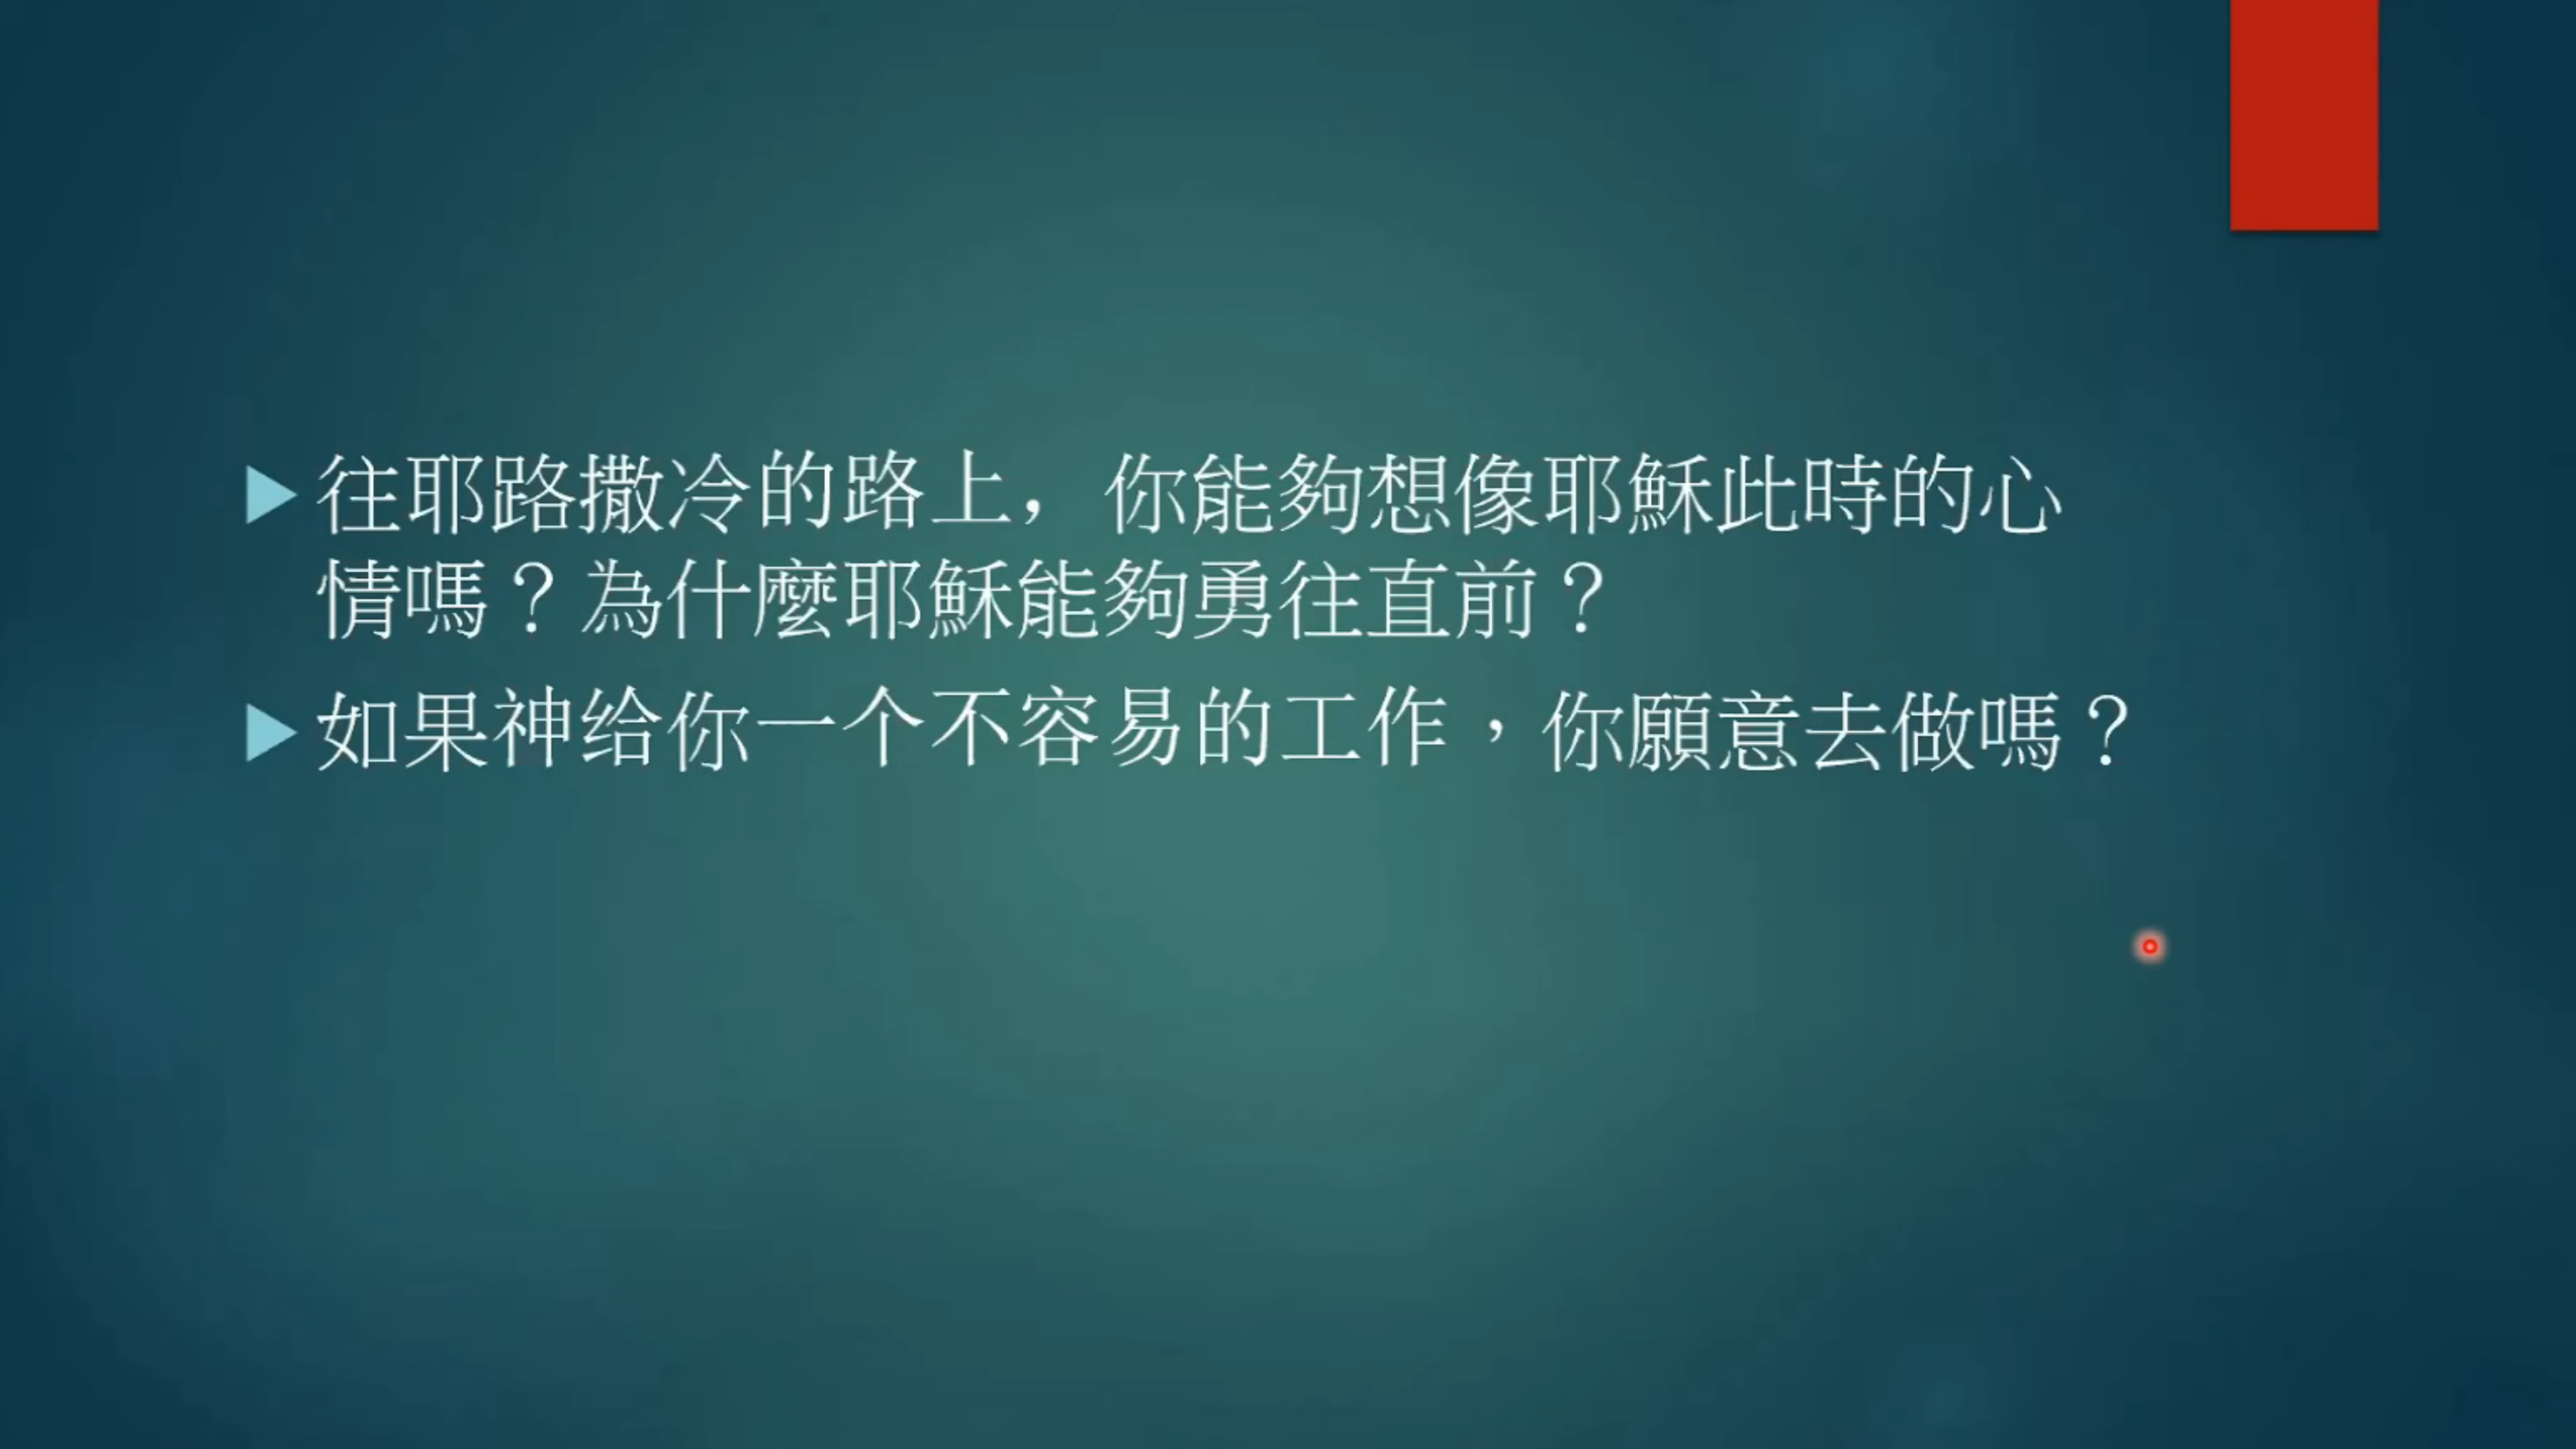 往耶路撒冷的路上，你能夠想像耶穌此時的心
情嗎？為什麼耶穌能夠勇往直前？
如果神给你一个不容易的工作，你願意去做嗎？